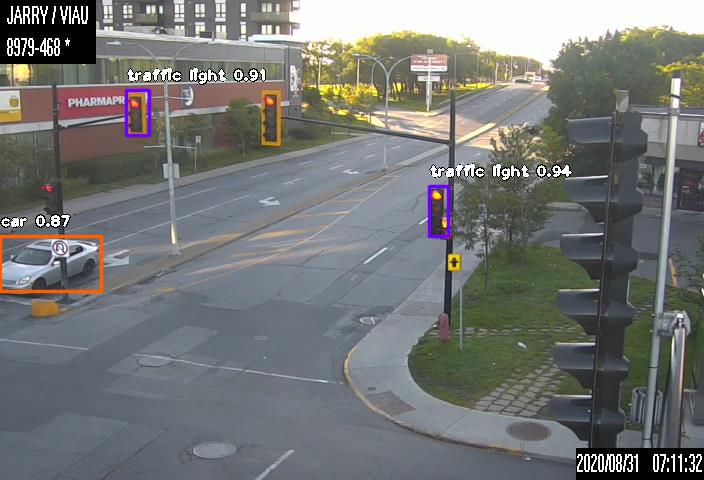 JARRY / VIAU
8979-468 *
traffic light 0.91
PHARMAPR
traffic light 0.94
car 0.87
2020/08/31 07:11:32